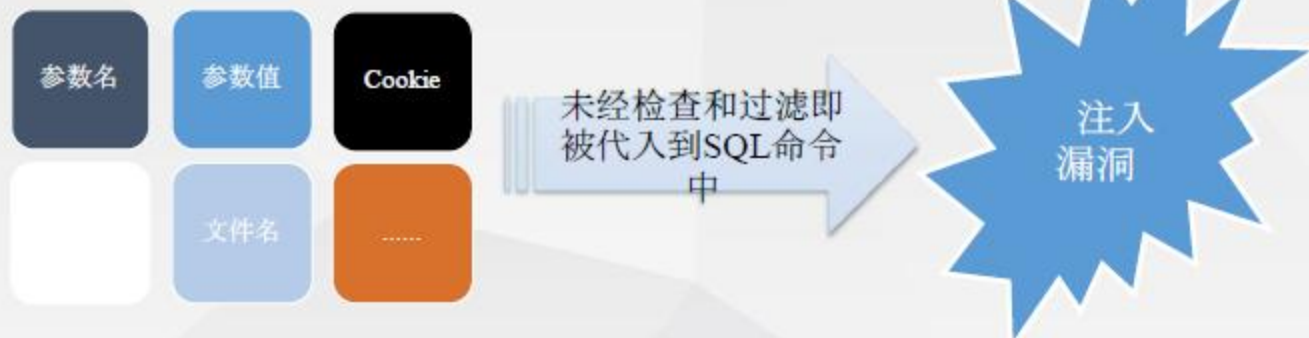 参数名
参数值
Cookie
未经检查和过滤即
被代入到SQL命令
中
注入
漏洞
文件名
......